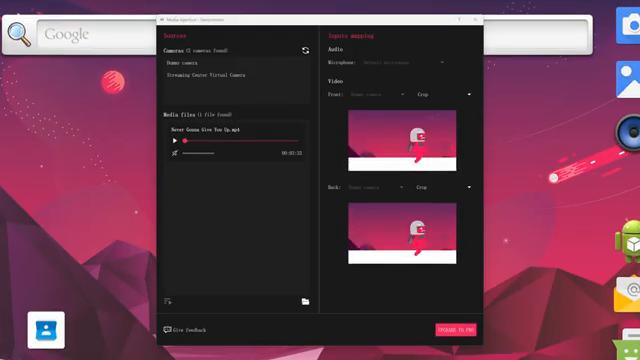 Google
Media Injection - Genymotion
Sources
Cameras (2 cameras found)
Dummy camera
Streaming Center Virtual Camera
Media files (1 file found)
Never Gonna Give You Up.mp4
00:03:32
Give feedback
Inputs mapping
Audio
Microphone: Default microphone
Video
Front: Dummy camera Crop
Back: Dummy camera Crop
UPGRADE TO PRO